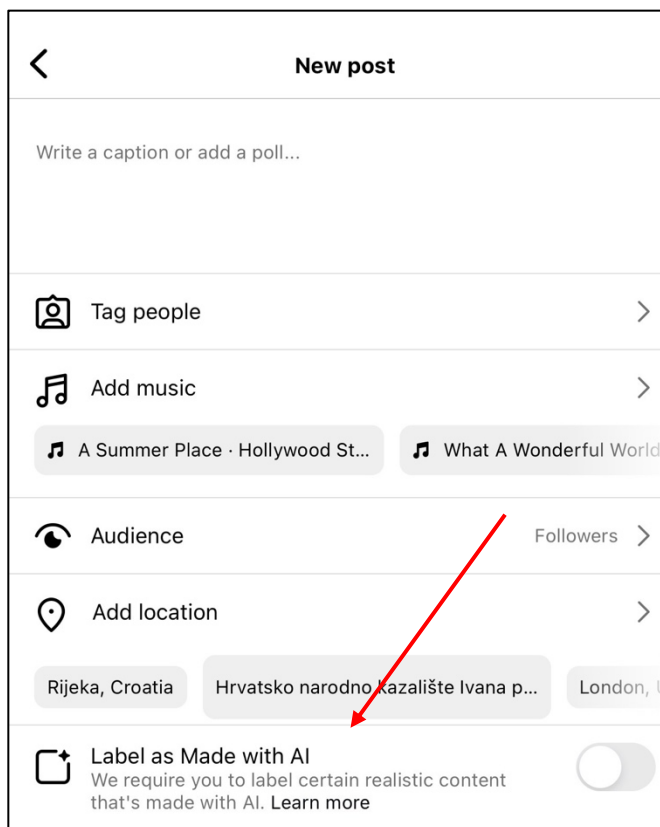 New post
Write a caption or add a poll...
Tag people
Add music
A Summer Place · Hollywood St...
What A Wonderful World
Audience
Followers
Add location
Rijeka, Croatia
Hrvatsko narodno kazalište Ivana p...
London,
Label as Made with AI
We require you to label certain realistic content
that's made with AI. Learn more